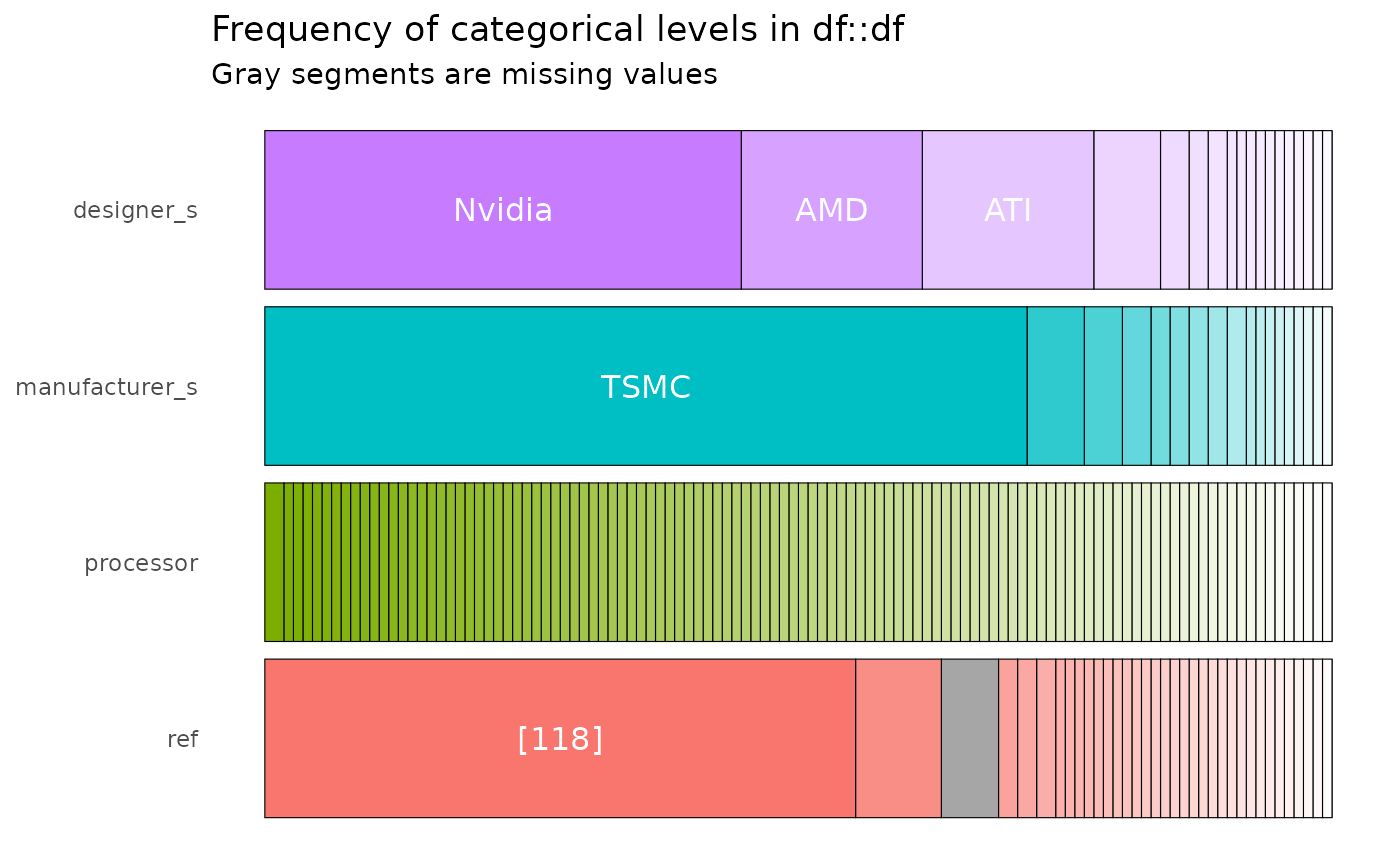 Frequency of categorical levels in df::df
Gray segments are missing values
designer_s
Nvidia
AMD
ATI
manufacturer_s
TSMC
processor
ref
[118]